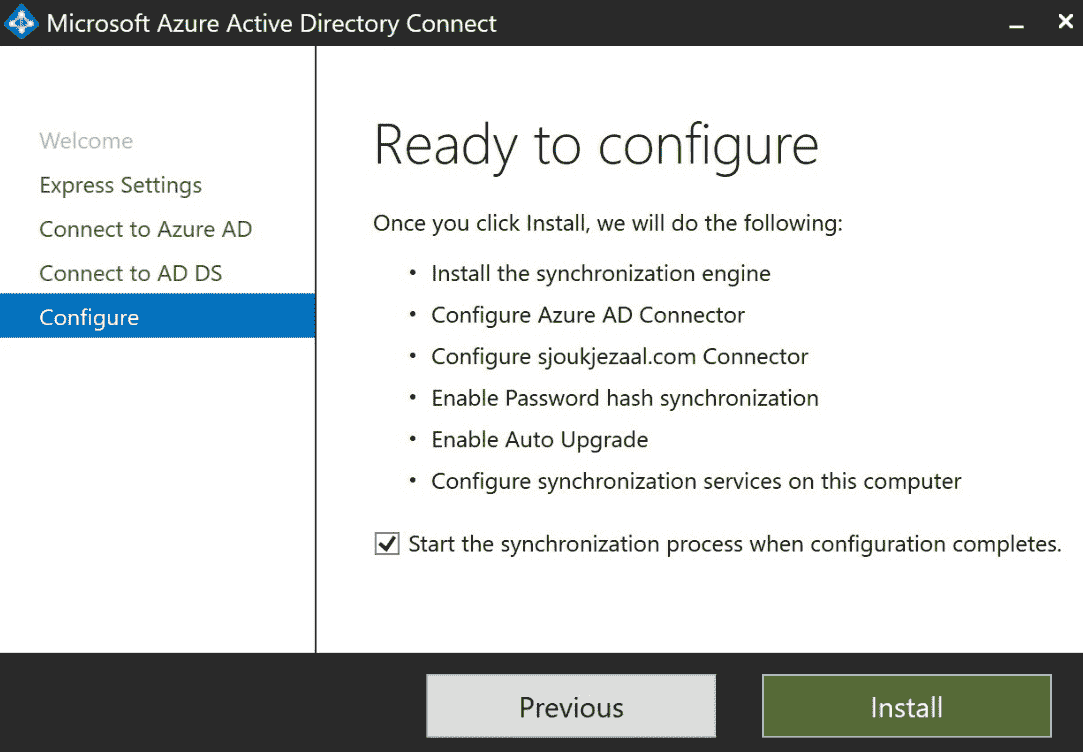 Microsoft Azure Active Directory Connect
Welcome
Express Settings
Connect to Azure AD
Connect to AD DS
Configure
Ready to configure
Once you click Install, we will do the following:
• Install the synchronization engine
• Configure Azure AD Connector
• Configure sjoukjezaal.com Connector
• Enable Password hash synchronization
• Enable Auto Upgrade
• Configure synchronization services on this computer
Start the synchronization process when configuration completes.
Previous
Install